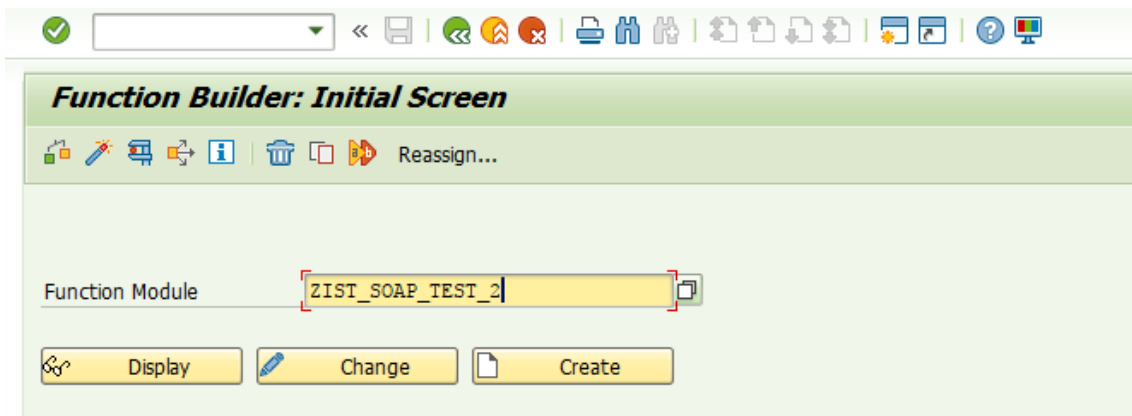 Function Builder: Initial Screen
Reassign...
Function Module ZIST_SOAP_TEST_2
Display Change Create